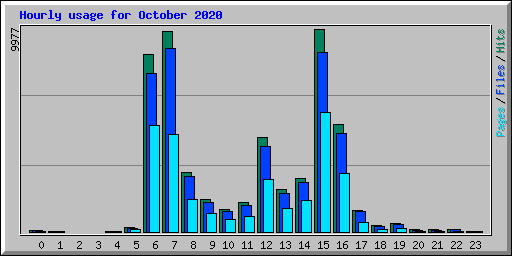 Hourly usage for October 2020
9977
Pages/Files/Hits
0 1 2 3 4 5 6 7 8 9 10 11 12 13 14 15 16 17 18 19 20 21 22 23